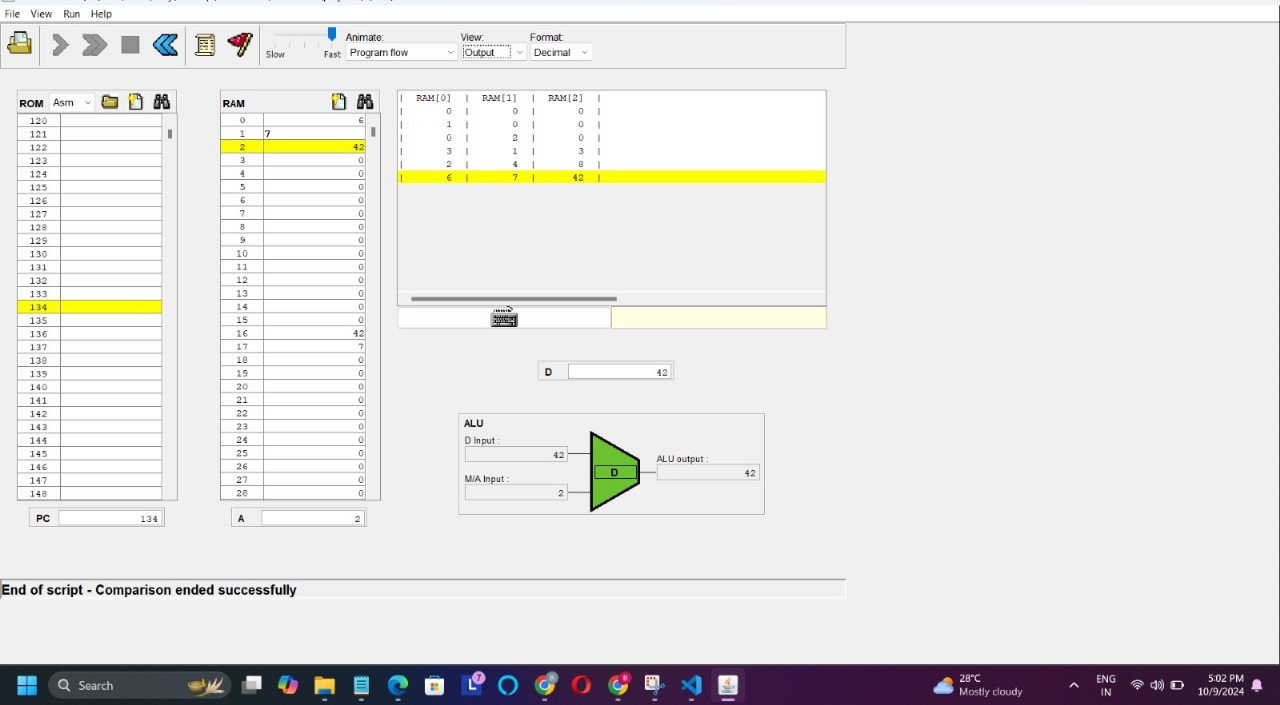 File View Run Help
Animate: View: Format:
Slow Fast Program flow Output Decimal
ROM Asm
120
121
122
123
124
125
126
127
128
129
130
131
132
133
134
135
136
137
138
139
140
141
142
143
144
145
146
147
148
PC 134
RAM
0 6
1 7
2 42
3 0
4 0
5 0
6 0
7 0
8 0
9 0
10 0
11 0
12 0
13 0
14 0
15 0
16 42
17 7
18 0
19 0
20 0
21 0
22 0
23 0
24 0
25 0
26 0
27 0
28 0
A 2
| RAM[0] | RAM[1] | RAM[2] |
| 0 | 0 | 0 |
| 1 | 0 | 0 |
| 0 | 2 | 0 |
| 3 | 1 | 3 |
| 2 | 4 | 8 |
| 6 | 7 | 42 |
D 42
ALU
D Input :
42
M/A Input :
2
D
ALU output :
42
End of script - Comparison ended successfully
Search
L 7
28°C
Mostly cloudy
ENG
IN
5:02 PM
10/9/2024